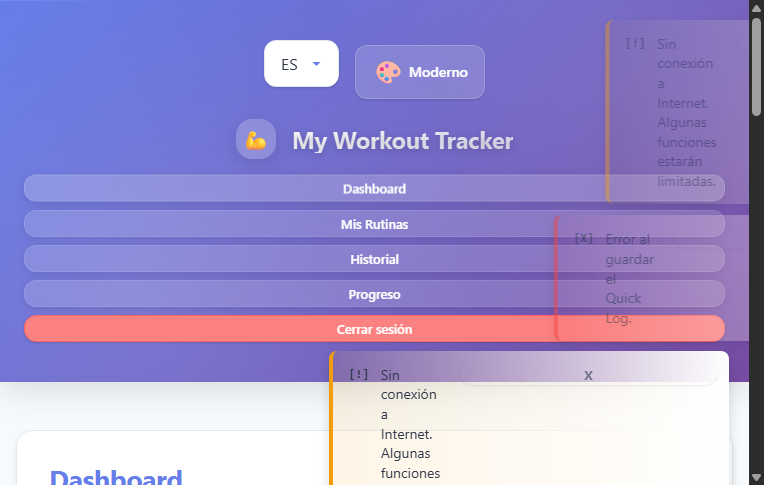 ES
Moderno
My Workout Tracker
Dashboard
Mis Rutinas
Historial
Progreso
Cerrar sesión
[!] Sin
conexión
a
Internet.
Algunas
funciones
estarán
limitadas.
[X] Error al
guardar
el
Quick
Log.
[!] Sin
conexión
a
Internet.
Algunas
funciones
X
Dashboard